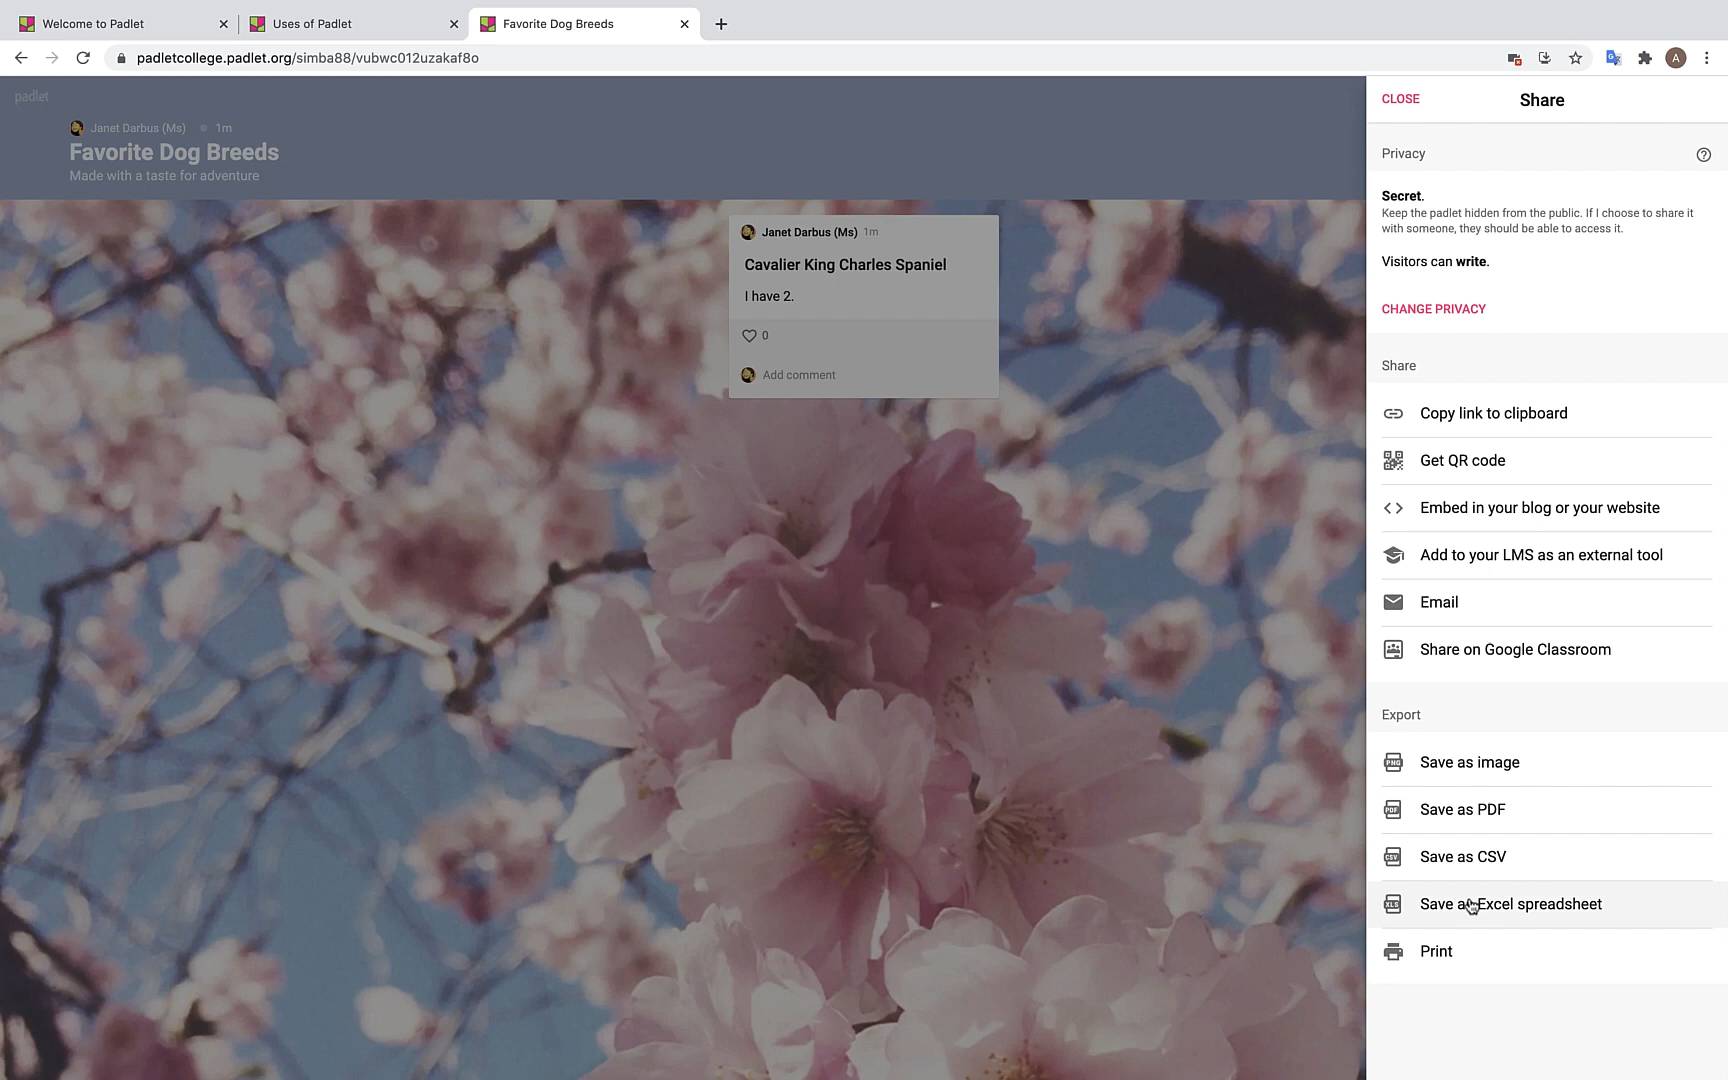 Welcome to Padlet
Uses of Padlet
Favorite Dog Breeds
padletcollege.padlet.org/simba88/vubwc012uzakaf8o
A
padlet
Janet Darbus (Ms) 1m
Favorite Dog Breeds
Made with a taste for adventure
Janet Darbus (Ms) 1m
Cavalier King Charles Spaniel
I have 2.
0
Add comment
CLOSE
Share
Privacy
Secret.
Keep the padlet hidden from the public. If I choose to share it
with someone, they should be able to access it.
Visitors can write.
CHANGE PRIVACY
Share
Copy link to clipboard
Get QR code
Embed in your blog or your website
Add to your LMS as an external tool
Email
Share on Google Classroom
Export
PNG Save as image
PDF Save as PDF
CSV Save as CSV
XLS Save as Excel spreadsheet
Print